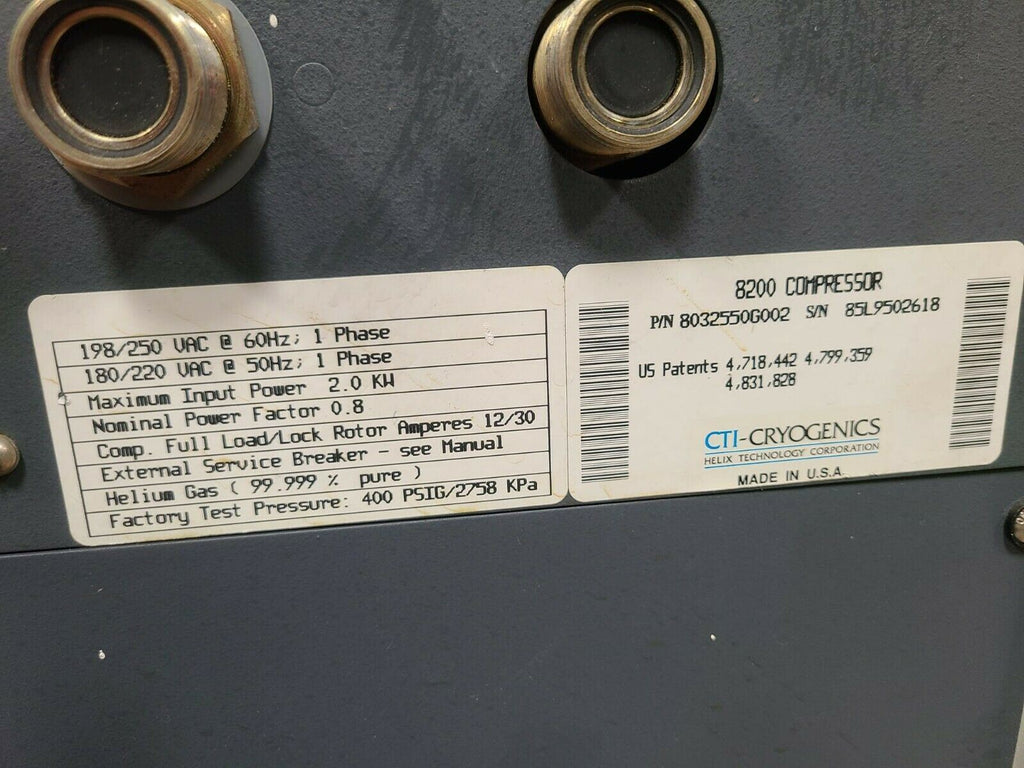 198/250 VAC @ 60Hz; 1 Phase
180/220 VAC @ 50Hz; 1 Phase
Maximum Input Power 2.0 KW
Nominal Power Factor 0.8
Comp. Full Load/Lock Rotor Amperes 12/30
External Service Breaker - see Manual
Helium Gas ( 99.999 % pure )
Factory Test Pressure: 400 PSIG/2758 KPa
8200 COMPRESSOR
P/N 8032550G002 S/N 85L9502618
US Patents 4,718,442 4,799,359
4,831,828
CTI-CRYOGENICS
HELIX TECHNOLOGY CORPORATION
MADE IN U.S.A.